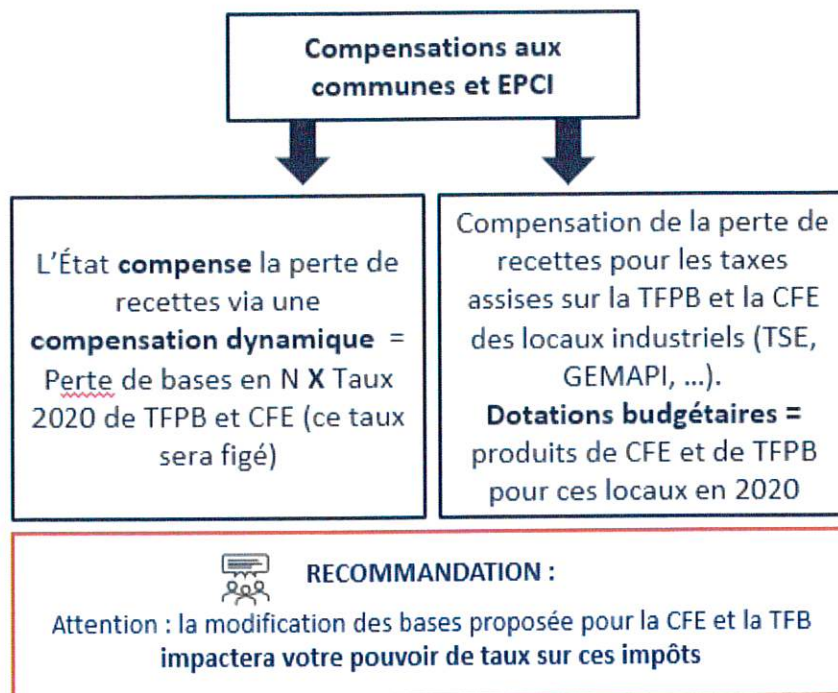 Compensations aux
communes et EPCI
L'État compense la perte de
recettes via une
compensation dynamique =
Perte de bases en N X Taux
2020 de TFPB et CFE (ce taux
sera figé)
Compensation de la perte de
recettes pour les taxes
assises sur la TFPB et la CFE
des locaux industriels (TSE,
GEMAPI, ...).
Dotations budgétaires =
produits de CFE et de TFPB
pour ces locaux en 2020
RECOMMANDATION :
Attention : la modification des bases proposée pour la CFE et la TFB
impactera votre pouvoir de taux sur ces impôts